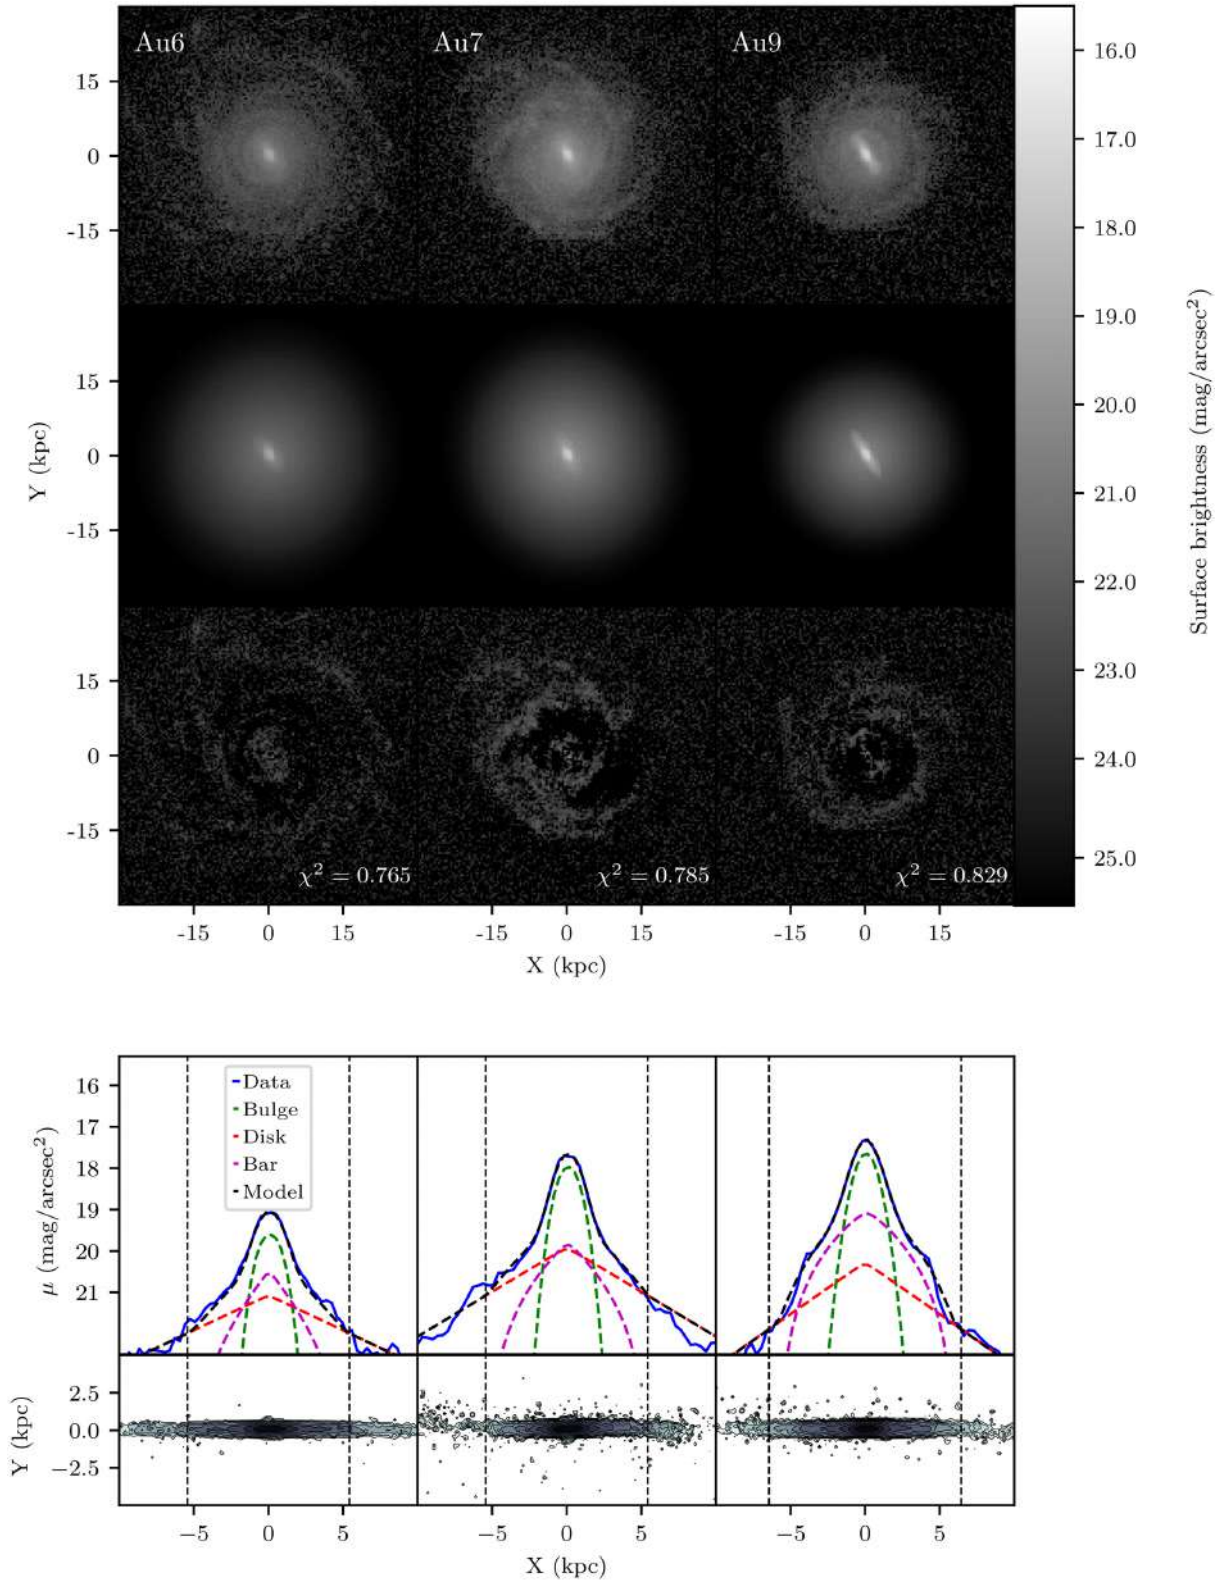 Au6 Au7 Au9
15
0
-15
15
0
-15
15
0
-15
Y (kpc)
χ² = 0.765 χ² = 0.785 χ² = 0.829
-15 0 15 -15 0 15 -15 0 15
X (kpc)
16.0
17.0
18.0
19.0
20.0
21.0
22.0
23.0
24.0
25.0
Surface brightness (mag/arcsec²)
16
17
18
19
20
21
μ (mag/arcsec²)
Data
Bulge
Disk
Bar
Model
2.5
0.0
−2.5
Y (kpc)
−5 0 5 −5 0 5 −5 0 5
X (kpc)